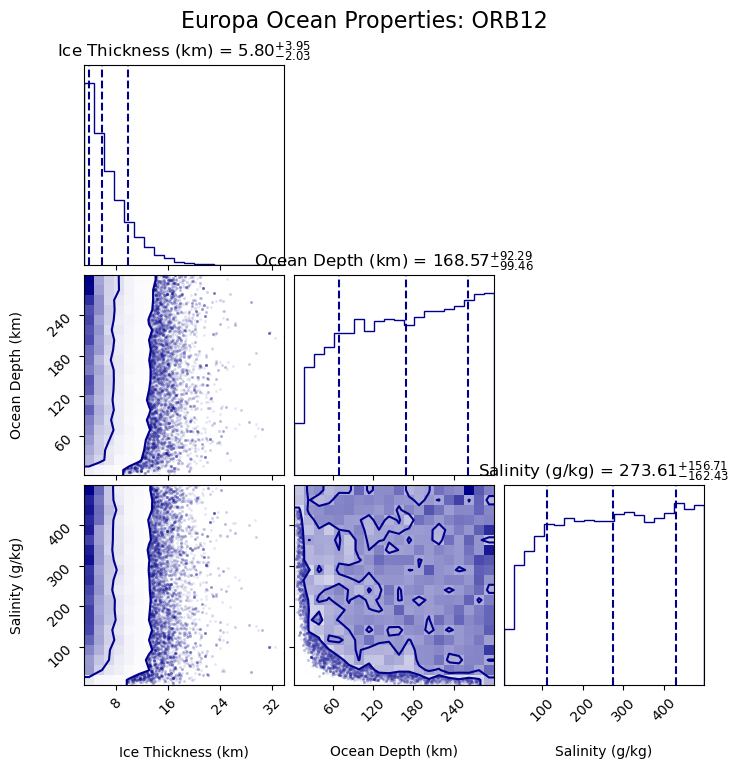 Europa Ocean Properties: ORB12
Ice Thickness (km) = 5.80+3.95−2.03
Ocean Depth (km) = 168.57+92.29−99.46
Salinity (g/kg) = 273.61+156.71−162.43
Ocean Depth (km)
240
180
120
60
Salinity (g/kg)
400
300
200
100
8 16 24 32
60 120 180 240
100 200 300 400
Ice Thickness (km)
Ocean Depth (km)
Salinity (g/kg)